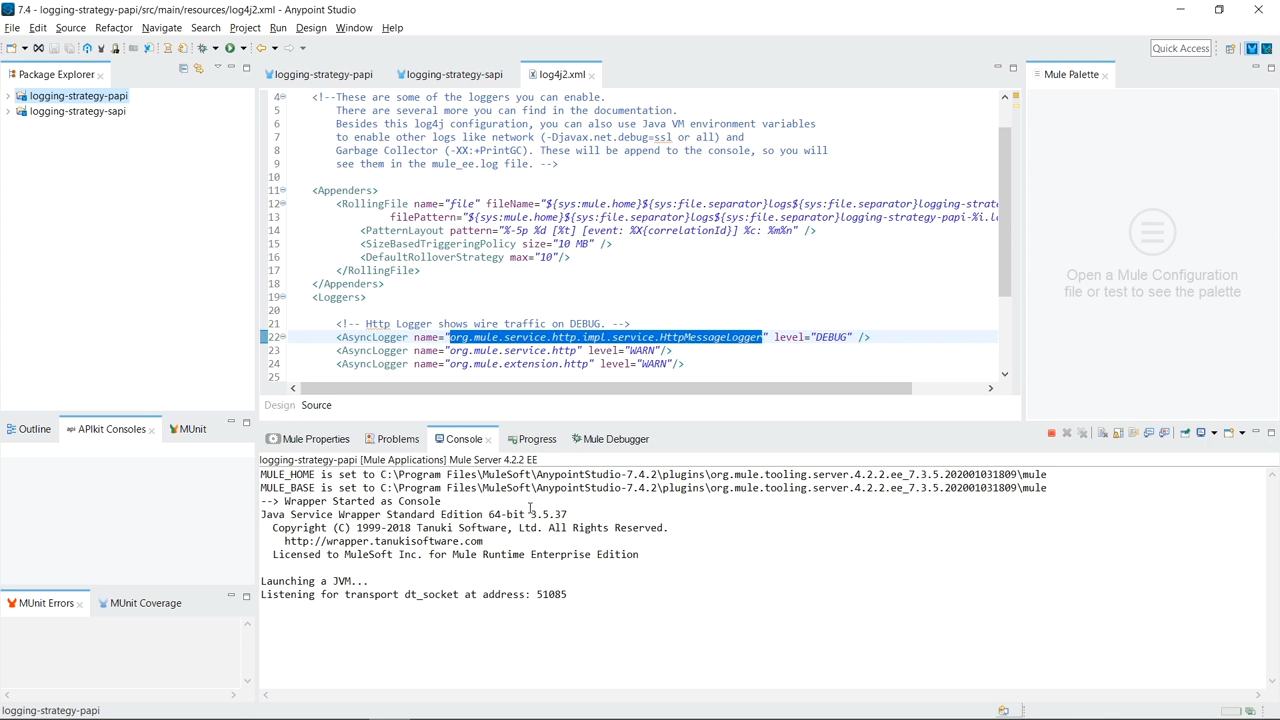 7.4 - logging-strategy-papi/src/main/resources/log4j2.xml - Anypoint Studio
File Edit Source Refactor Navigate Search Project Run Design Window Help
Quick Access
Package Explorer
logging-strategy-papi
logging-strategy-sapi
logging-strategy-papi
logging-strategy-sapi
log4j2.xml
4 <!--These are some of the loggers you can enable.
5 There are several more you can find in the documentation.
6 Besides this log4j configuration, you can also use Java VM environment variables
7 to enable other logs like network (-Djavax.net.debug=ssl or all) and
8 Garbage Collector (-XX:+PrintGC). These will be append to the console, so you will
9 see them in the mule_ee.log file. -->
10
11 <Appenders>
12 <RollingFile name="file" fileName="${sys:mule.home}${sys:file.separator}logs${sys:file.separator}logging-strate
13 filePattern="${sys:mule.home}${sys:file.separator}logs${sys:file.separator}logging-strategy-papi-%i.lo
14 <PatternLayout pattern="%-5p %d [%t] [event: %X{correlationId}] %c: %m%n" />
15 <SizeBasedTriggeringPolicy size="10 MB" />
16 <DefaultRolloverStrategy max="10"/>
17 </RollingFile>
18 </Appenders>
19 <Loggers>
20
21 <!-- Http Logger shows wire traffic on DEBUG. -->
22 <AsyncLogger name="org.mule.service.http.impl.service.HttpMessageLogger" level="DEBUG" />
23 <AsyncLogger name="org.mule.service.http" level="WARN"/>
24 <AsyncLogger name="org.mule.extension.http" level="WARN"/>
25
Design Source
Mule Palette
Open a Mule Configuration
file or test to see the palette
Outline
api APIkit Consoles
MUnit
MUnit Errors
MUnit Coverage
Mule Properties
Problems
Console
Progress
Mule Debugger
logging-strategy-papi [Mule Applications] Mule Server 4.2.2 EE
MULE_HOME is set to C:\Program Files\MuleSoft\AnypointStudio-7.4.2\plugins\org.mule.tooling.server.4.2.2.ee_7.3.5.202001031809\mule
MULE_BASE is set to C:\Program Files\MuleSoft\AnypointStudio-7.4.2\plugins\org.mule.tooling.server.4.2.2.ee_7.3.5.202001031809\mule
--> Wrapper Started as Console
Java Service Wrapper Standard Edition 64-bit 3.5.37
Copyright (C) 1999-2018 Tanuki Software, Ltd. All Rights Reserved.
http://wrapper.tanukisoftware.com
Licensed to MuleSoft Inc. for Mule Runtime Enterprise Edition
Launching a JVM...
Listening for transport dt_socket at address: 51085
logging-strategy-papi